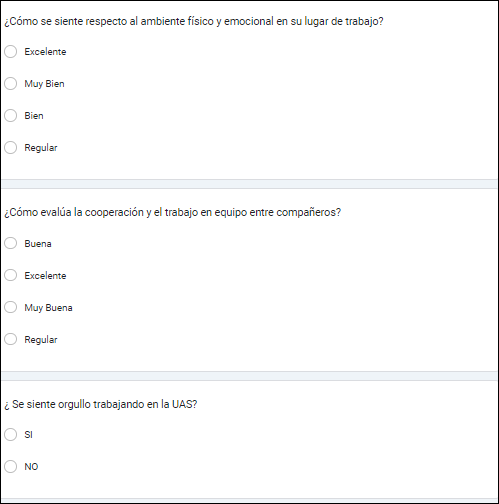 ¿Cómo se siente respecto al ambiente físico y emocional en su lugar de trabajo?
Excelente
Muy Bien
Bien
Regular
¿Cómo evalúa la cooperación y el trabajo en equipo entre compañeros?
Buena
Excelente
Muy Buena
Regular
¿ Se siente orgullo trabajando en la UAS?
SI
NO